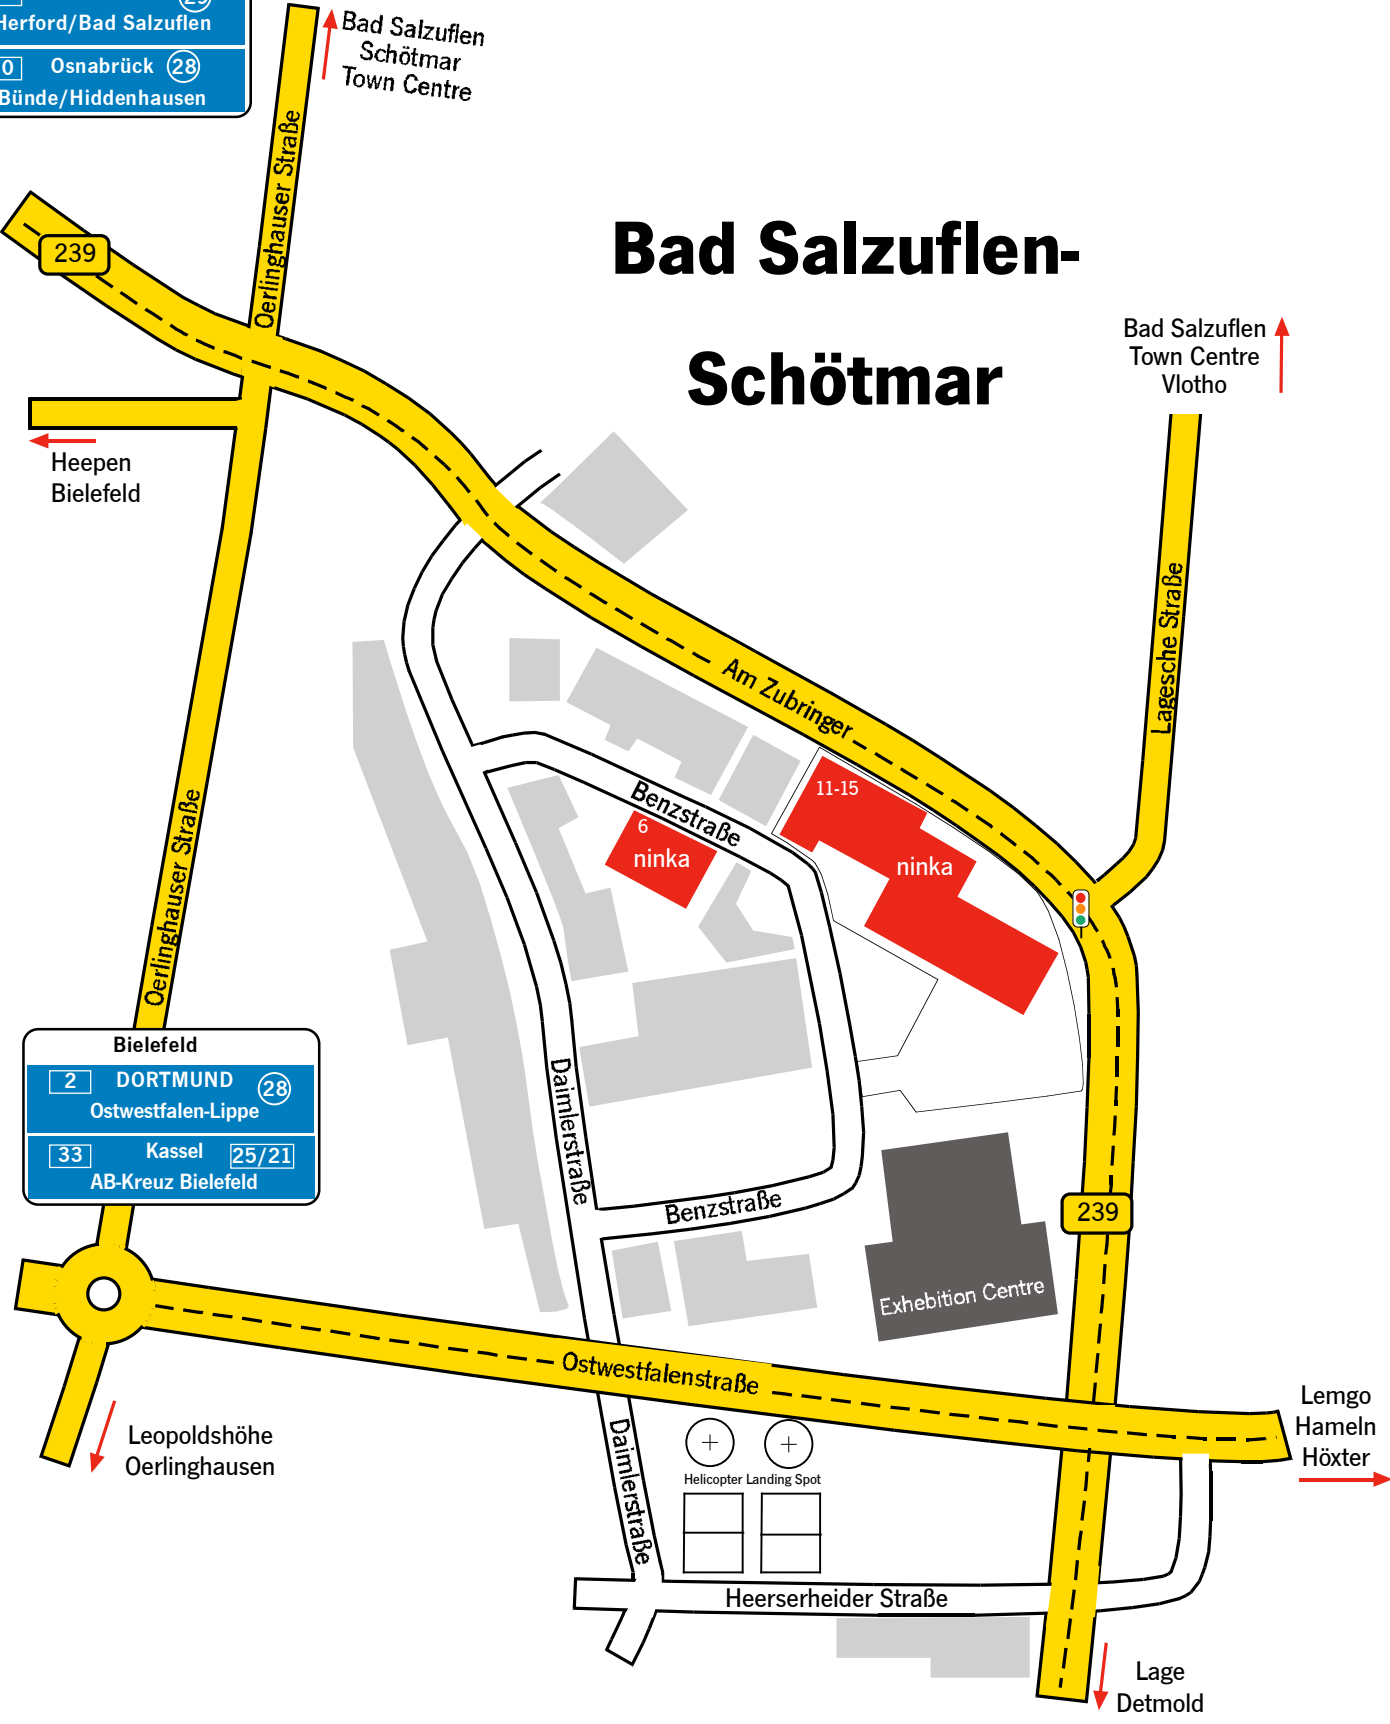 Herford/Bad Salzuflen
0 Osnabrück 28
Bünde/Hiddenhausen
Bad Salzuflen
Schötmar
Town Centre
Oerlinghauser Straße
239
Bad Salzuflen-
Schötmar
Bad Salzuflen
Town Centre
Vlotho
Heepen
Bielefeld
Lagesche Straße
Am Zubringer
11-15
ninka
Benzstraße
6
ninka
Oerlinghauser Straße
Bielefeld
2 DORTMUND 28
Ostwestfalen-Lippe
33 Kassel 25/21
AB-Kreuz Bielefeld
Daimlerstraße
Benzstraße
239
Exhebition Centre
Ostwestfalenstraße
Lemgo
Hameln
Höxter
Leopoldshöhe
Oerlinghausen
Daimlerstraße
Helicopter Landing Spot
Heerserheider Straße
Lage
Detmold